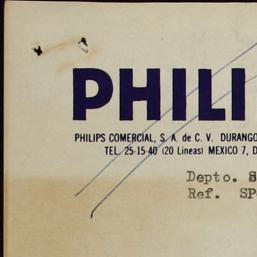 PHILI
PHILIPS COMERCIAL, S. A. de C. V. DURANGO
TEL. 25-15-40 (20 Lineas) MEXICO 7, D
Depto. S
Ref. SP